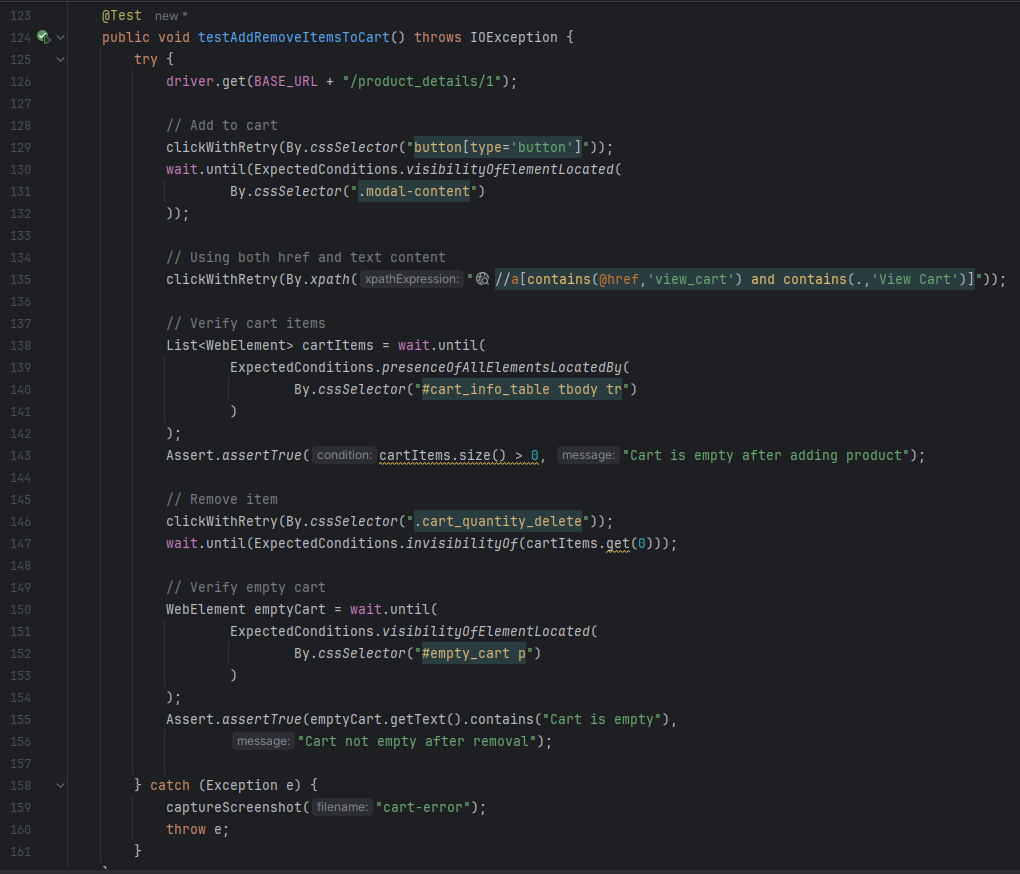 123 @Test new *
124 public void testAddRemoveItemsToCart() throws IOException {
125 try {
126 driver.get(BASE_URL + "/product_details/1");
127
128 // Add to cart
129 clickWithRetry(By.cssSelector("button[type='button']"));
130 wait.until(ExpectedConditions.visibilityOfElementLocated(
131 By.cssSelector(".modal-content")
132 ));
133
134 // Using both href and text content
135 clickWithRetry(By.xpath( xpathExpression: "//a[contains(@href,'view_cart') and contains(.,'View Cart')]"));
136
137 // Verify cart items
138 List<WebElement> cartItems = wait.until(
139 ExpectedConditions.presenceOfAllElementsLocatedBy(
140 By.cssSelector("#cart_info_table tbody tr")
141 )
142 );
143 Assert.assertTrue( condition: cartItems.size() > 0, message: "Cart is empty after adding product");
144
145 // Remove item
146 clickWithRetry(By.cssSelector(".cart_quantity_delete"));
147 wait.until(ExpectedConditions.invisibilityOf(cartItems.get(0)));
148
149 // Verify empty cart
150 WebElement emptyCart = wait.until(
151 ExpectedConditions.visibilityOfElementLocated(
152 By.cssSelector("#empty_cart p")
153 )
154 );
155 Assert.assertTrue(emptyCart.getText().contains("Cart is empty"),
156 message: "Cart not empty after removal");
157
158 } catch (Exception e) {
159 captureScreenshot( filename: "cart-error");
160 throw e;
161 }